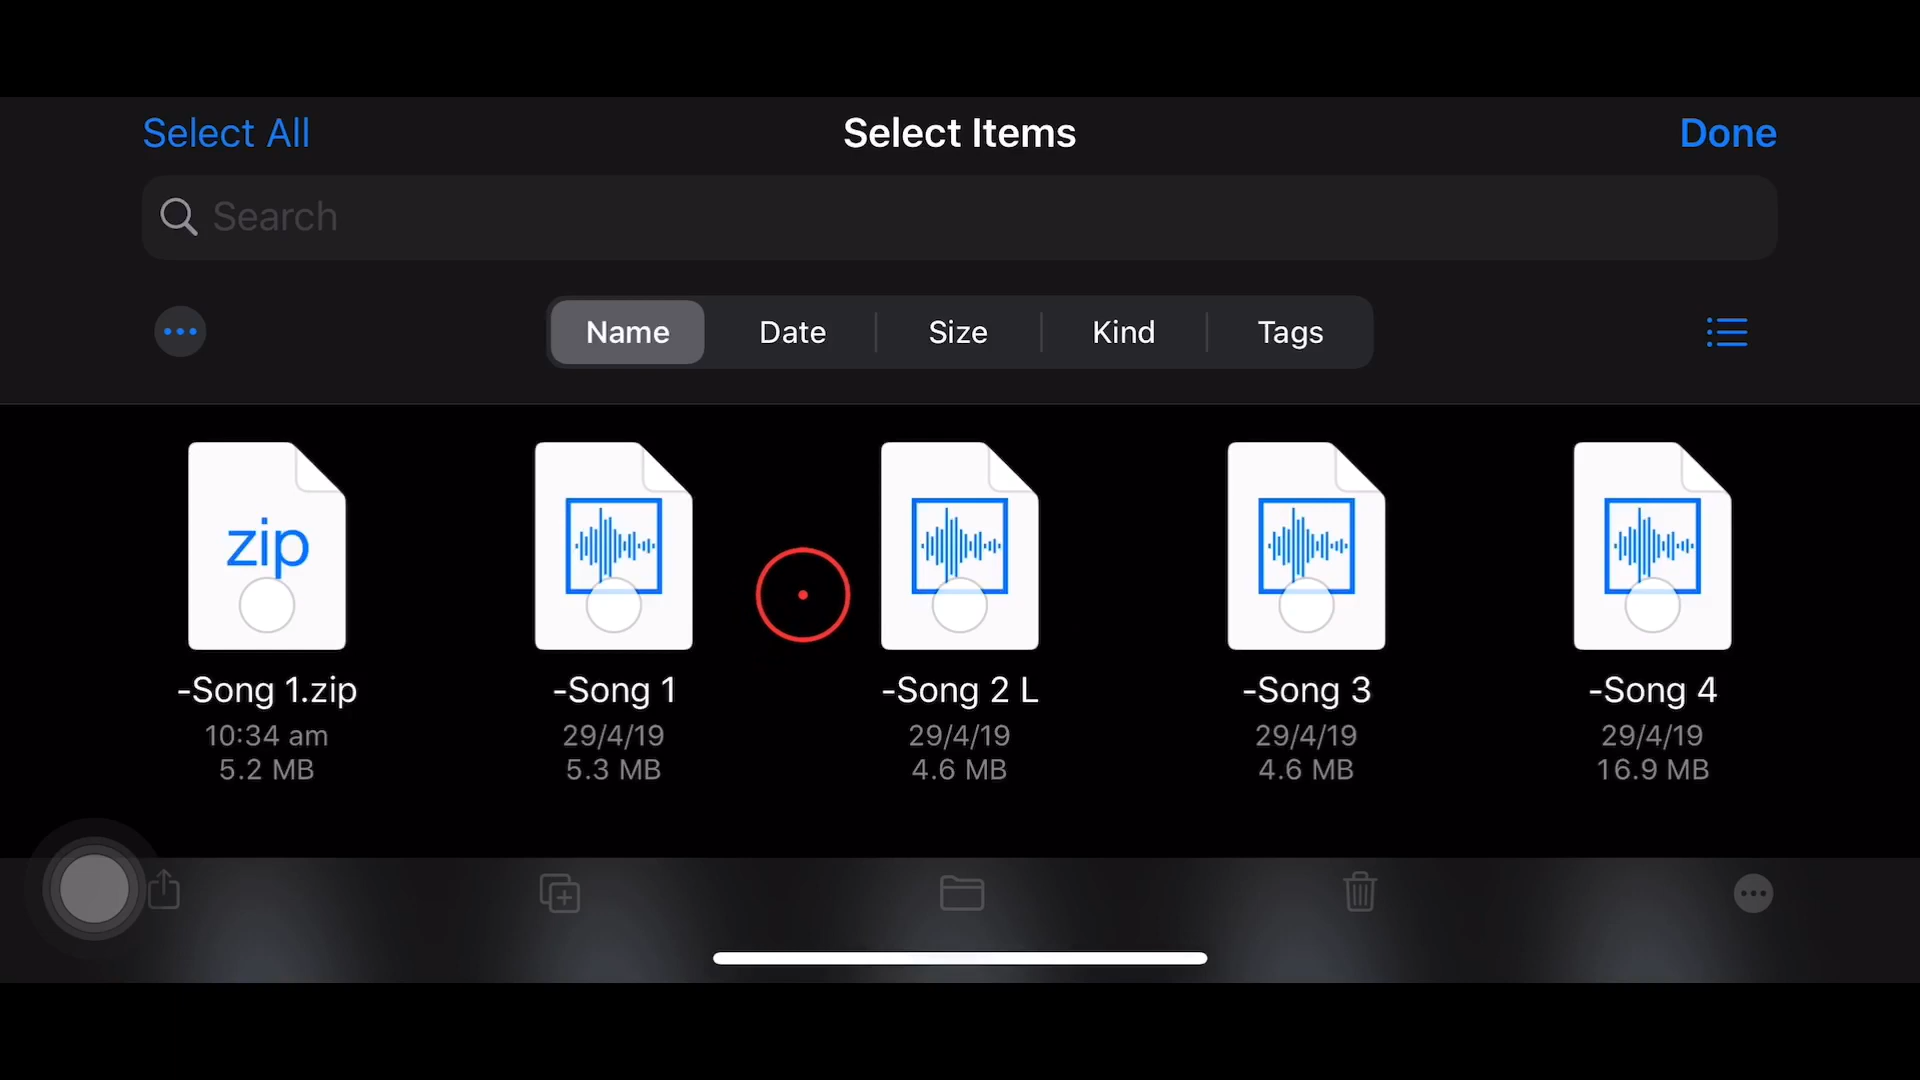 Select All
Select Items
Done
Search
Name
Date
Size
Kind
Tags
zip
-Song 1.zip
10:34 am
5.2 MB
-Song 1
29/4/19
5.3 MB
-Song 2 L
29/4/19
4.6 MB
-Song 3
29/4/19
4.6 MB
-Song 4
29/4/19
16.9 MB